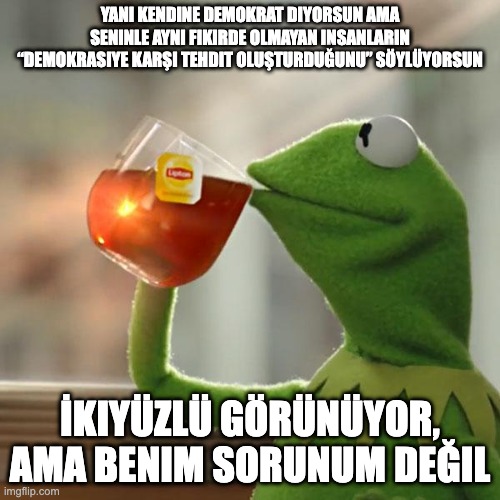 YANI KENDINE DEMOKRAT DIYORSUN AMA
SENINLE AYNI FIKIRDE OLMAYAN INSANLARIN
“DEMOKRASIYE KARŞI TEHDIT OLUŞTURDUĞUNU” SÖYLÜYORSUN
Lipton
İKIYÜZLÜ GÖRÜNÜYOR,
AMA BENIM SORUNUM DEĞIL
imgflip.com